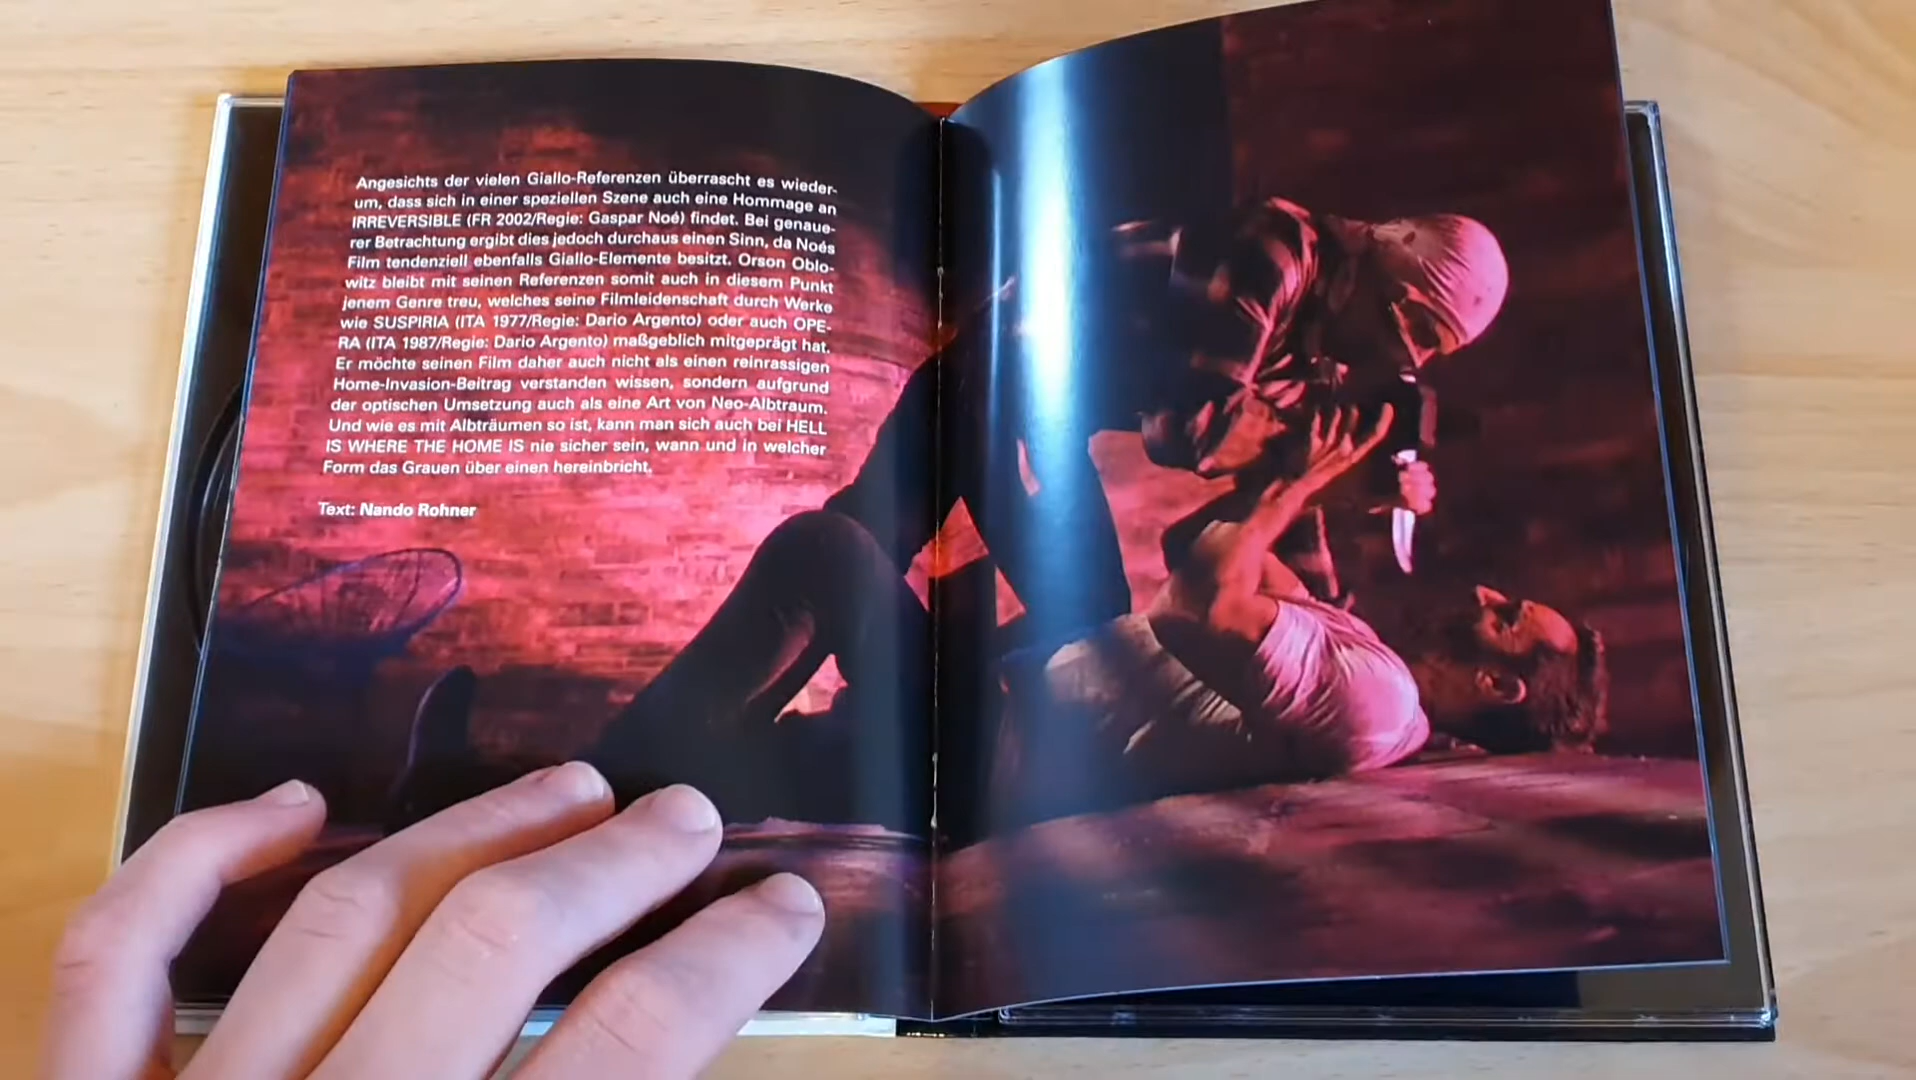 Angesichts der vielen Giallo-Referenzen überrascht es wieder-
um, dass sich in einer speziellen Szene auch eine Hommage an
IRREVERSIBLE (FR 2002/Regie: Gaspar Noé) findet. Bei genaue-
rer Betrachtung ergibt dies jedoch durchaus einen Sinn, da Noés
Film tendenziell ebenfalls Giallo-Elemente besitzt. Orson Oblo-
witz bleibt mit seinen Referenzen somit auch in diesem Punkt
jenem Genre treu, welches seine Filmleidenschaft durch Werke
wie SUSPIRIA (ITA 1977/Regie: Dario Argento) oder auch OPE-
RA (ITA 1987/Regie: Dario Argento) maßgeblich mitgeprägt hat.
Er möchte seinen Film daher auch nicht als einen reinrassigen
Home-Invasion-Beitrag verstanden wissen, sondern aufgrund
der optischen Umsetzung auch als eine Art von Neo-Albtraum.
Und wie es mit Albträumen so ist, kann man sich auch bei HELL
IS WHERE THE HOME IS nie sicher sein, wann und in welcher
Form das Grauen über einen hereinbricht.
Text: Nando Rohner